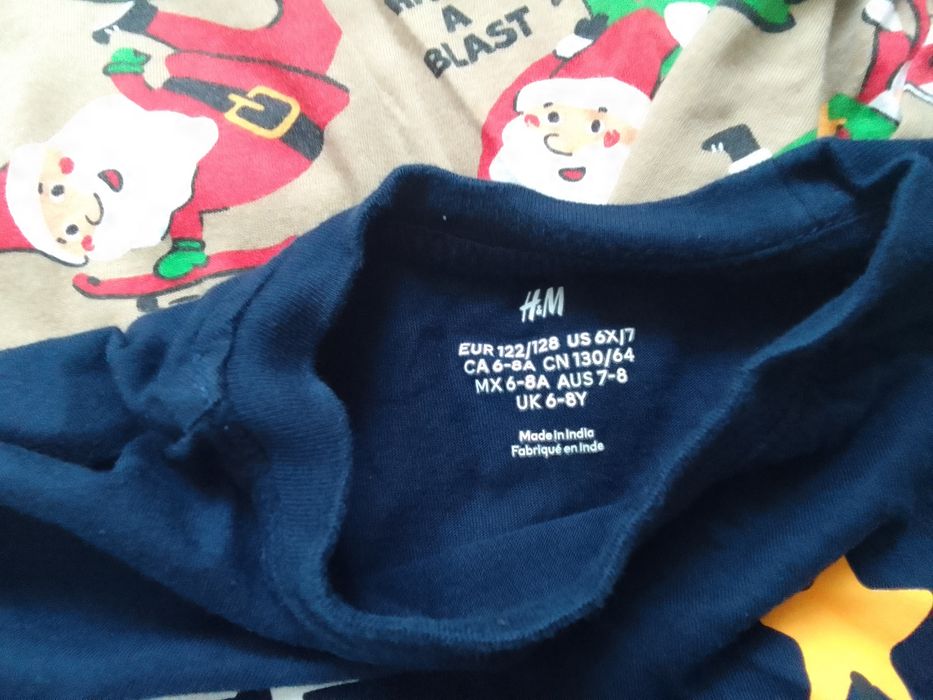 A
BLAST
H&M
EUR 122/128 US 6X/7
CA 6-8A CN 130/64
MX 6-8A AUS 7-8
UK 6-8Y
Made in India
Fabriqué en Inde